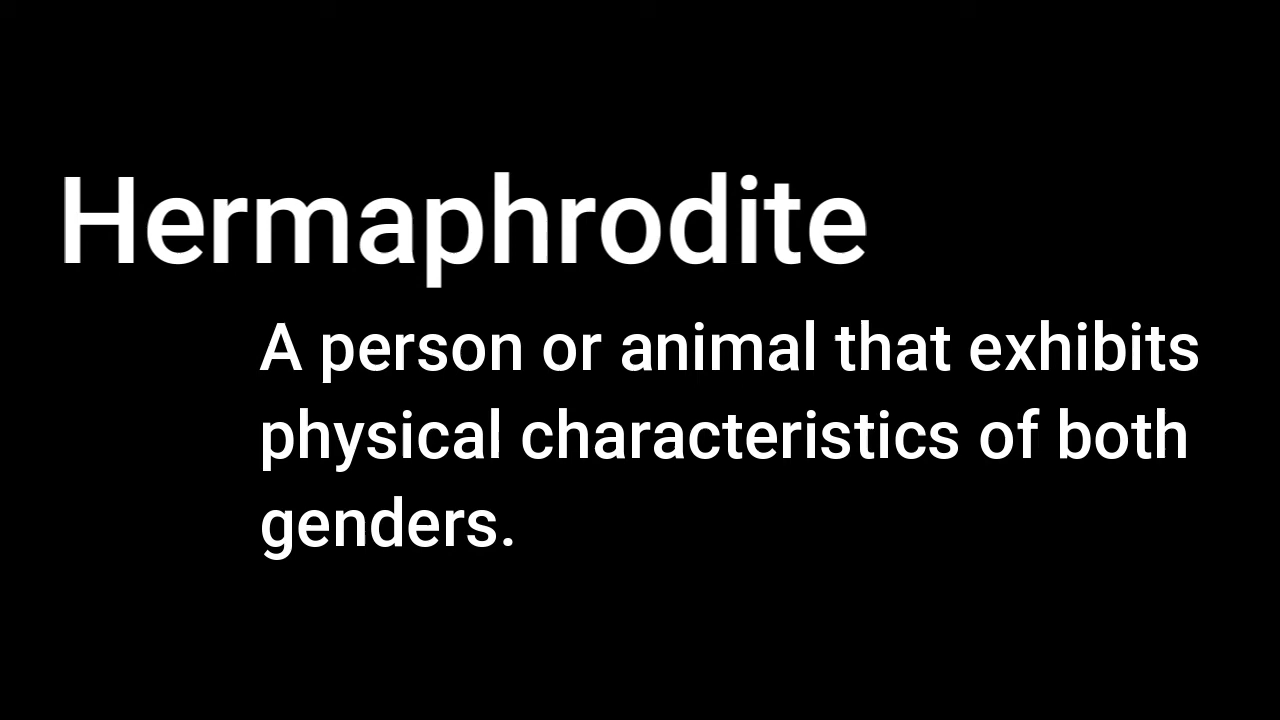 Hermaphrodite
A person or animal that exhibits
physical characteristics of both
genders.